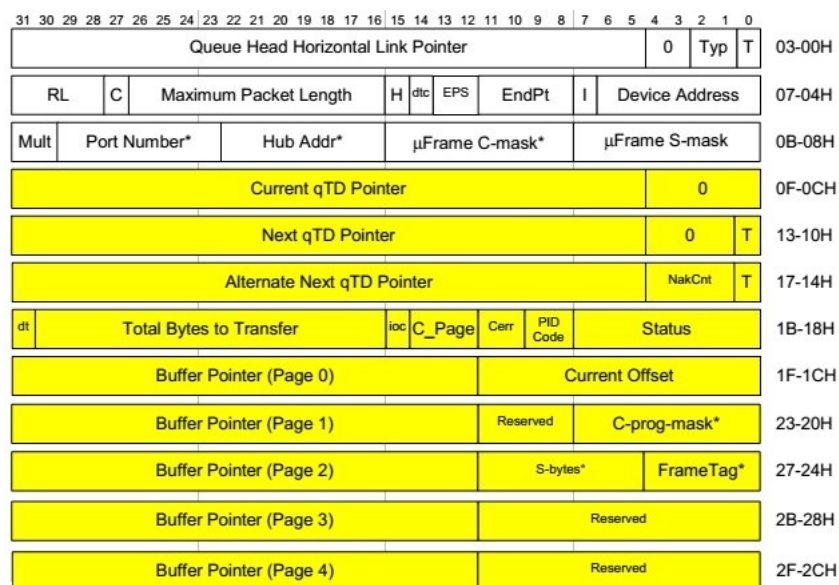 31 30 29 28 27 26 25 24 23 22 21 20 19 18 17 16 15 14 13 12 11 10 9 8 7 6 5 4 3 2 1 0
Queue Head Horizontal Link Pointer 0 Typ T 03-00H
RL C Maximum Packet Length H dtc EPS EndPt I Device Address 07-04H
Mult Port Number* Hub Addr* μFrame C-mask* μFrame S-mask 0B-08H
Current qTD Pointer 0 0F-0CH
Next qTD Pointer 0 T 13-10H
Alternate Next qTD Pointer NakCnt T 17-14H
dt Total Bytes to Transfer ioc C_Page Cerr PID Code Status 1B-18H
Buffer Pointer (Page 0) Current Offset 1F-1CH
Buffer Pointer (Page 1) Reserved C-prog-mask* 23-20H
Buffer Pointer (Page 2) S-bytes* FrameTag* 27-24H
Buffer Pointer (Page 3) Reserved 2B-28H
Buffer Pointer (Page 4) Reserved 2F-2CH